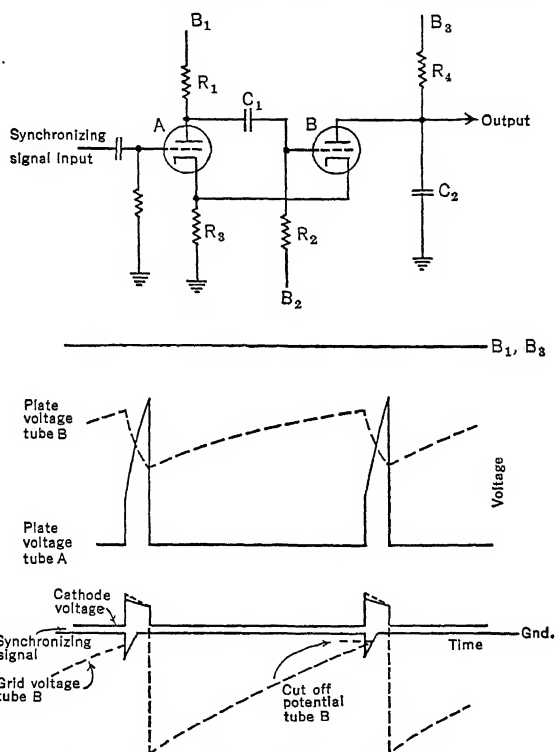 B₁
B₃
R₁
R₄
C₁
A
B
Synchronizing
signal input
Output
C₂
R₃
R₂
B₂
B₁, B₃
Plate
voltage
tube B
Voltage
Plate
voltage
tube A
Cathode
voltage
Synchronizing
signal
Gnd.
Time
Grid voltage
tube B
Cut off
potential
tube B